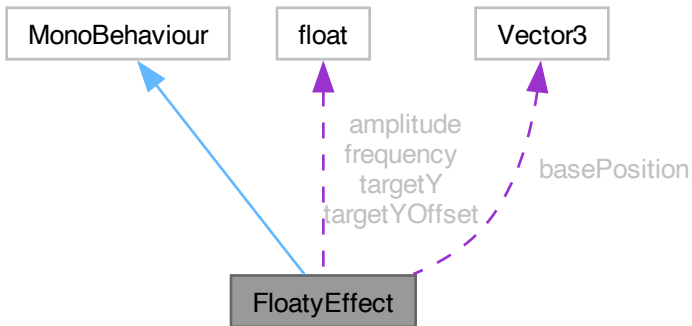 MonoBehaviour
float
Vector3
amplitude
frequency
targetY
targetYOffset
basePosition
FloatyEffect